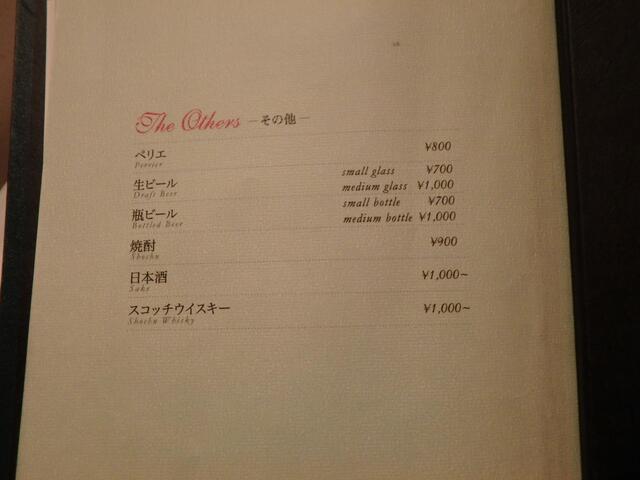 The Others －その他－
ペリエ ¥800
Perrier
生ビール small glass ¥700
Draft Beer medium glass ¥1,000
瓶ビール small bottle ¥700
Bottled Beer medium bottle ¥1,000
焼酎 ¥900
Shochu
日本酒 ¥1,000~
Sake
スコッチウイスキー ¥1,000~
Shochu Whisky